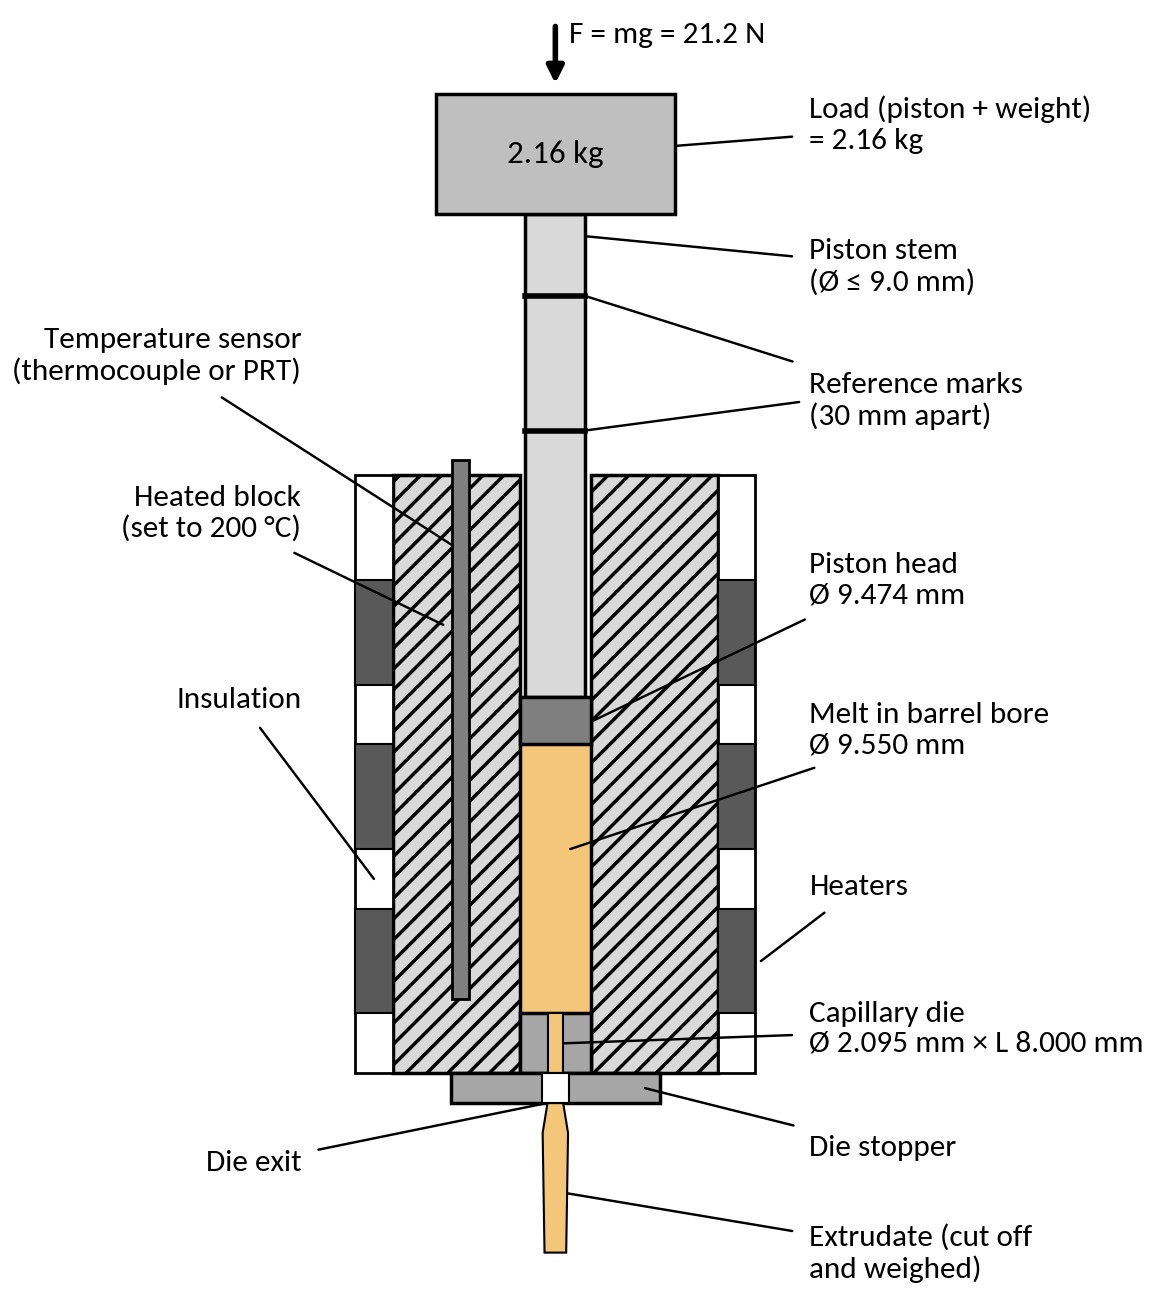 F = mg = 21.2 N
2.16 kg
Load (piston + weight)
= 2.16 kg
Piston stem
(Ø ≤ 9.0 mm)
Temperature sensor
(thermocouple or PRT)
Reference marks
(30 mm apart)
Heated block
(set to 200 °C)
Piston head
Ø 9.474 mm
Insulation
Melt in barrel bore
Ø 9.550 mm
Heaters
Capillary die
Ø 2.095 mm × L 8.000 mm
Die exit
Die stopper
Extrudate (cut off
and weighed)